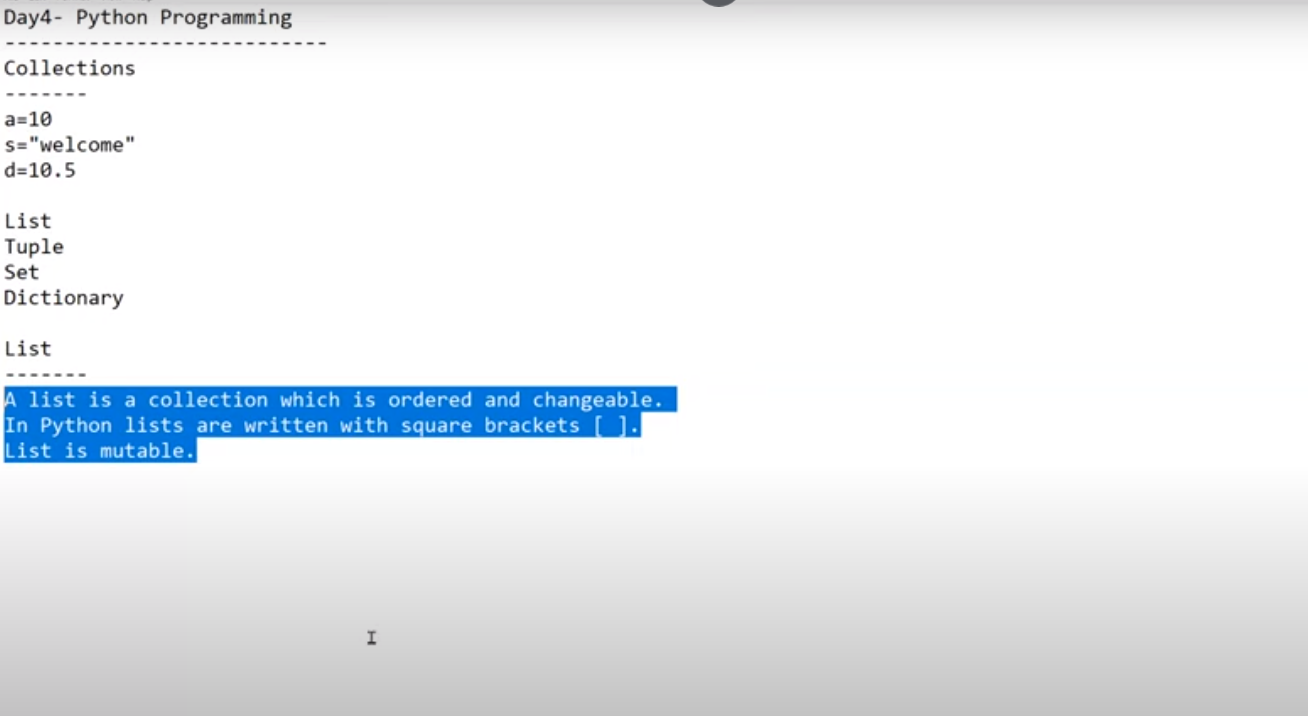 Day4- Python Programming
---------------------------
Collections
-------
a=10
s="welcome"
d=10.5
List
Tuple
Set
Dictionary
List
-------
A list is a collection which is ordered and changeable.
In Python lists are written with square brackets [ ].
List is mutable.